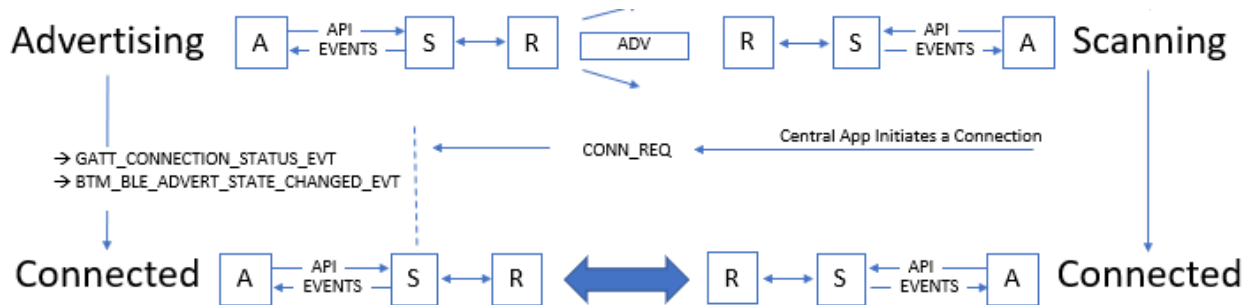 Advertising A API EVENTS S R ADV R S API EVENTS A Scanning
CONN_REQ Central App Initiates a Connection
→ GATT_CONNECTION_STATUS_EVT
→ BTM_BLE_ADVERT_STATE_CHANGED_EVT
Connected A API EVENTS S R R S API EVENTS A Connected